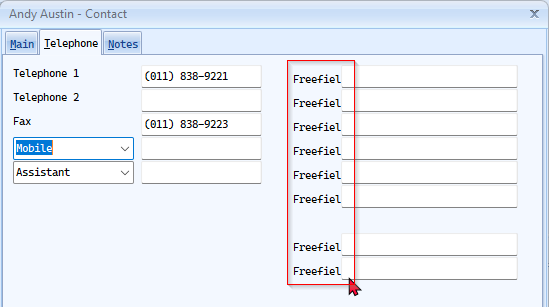 Andy Austin - Contact
Main Telephone Notes
Telephone 1 (011) 838-9221
Telephone 2
Fax (011) 838-9223
Mobile
Assistant
Freefiel
Freefiel
Freefiel
Freefiel
Freefiel
Freefiel
Freefiel
Freefiel